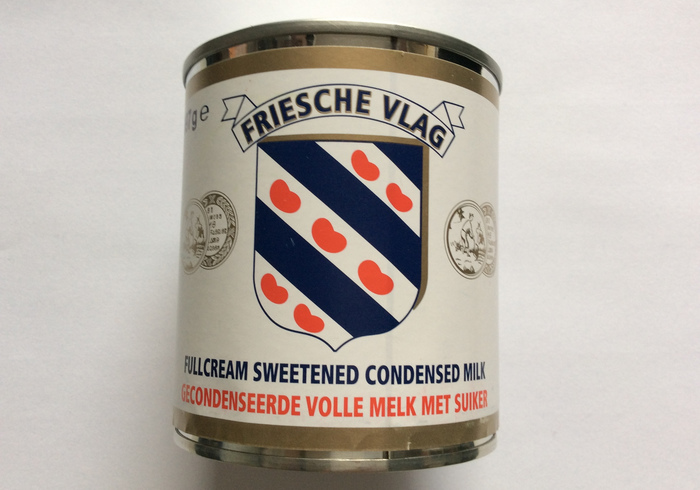 FRIESCHE VLAG
FULLCREAM SWEETENED CONDENSED MILK
GECONDENSEERDE VOLLE MELK MET SUIKER